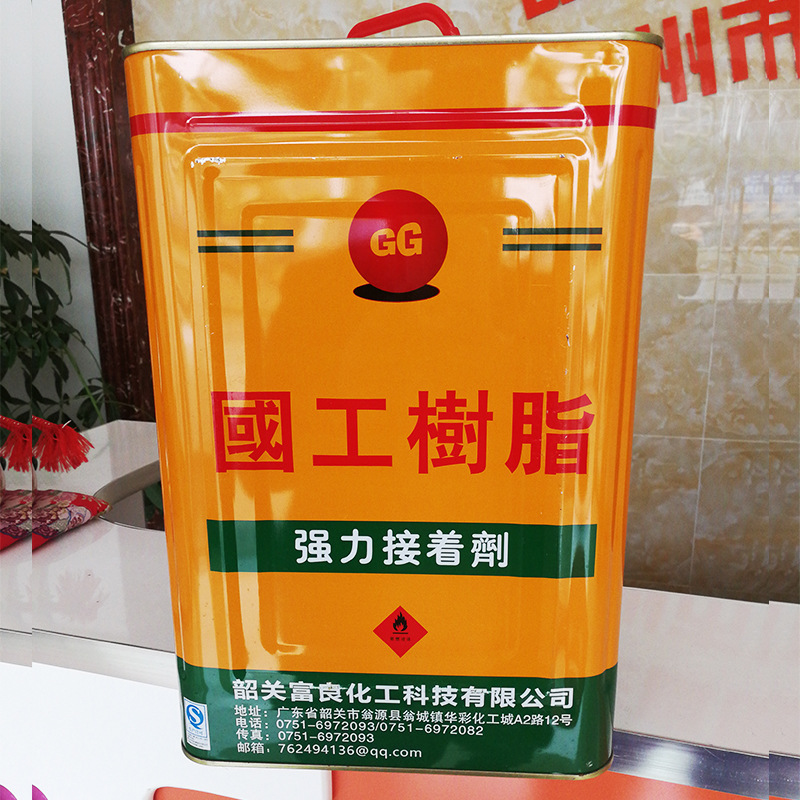 州市
GG
國工樹脂
强力接着劑
韶关富良化工科技有限公司
地址：广东省韶关市翁源县翁城镇华彩化工城A2路12号
电话：0751-6972093/0751-6972082
传真：0751-6972093
邮箱：762494136@qq.com